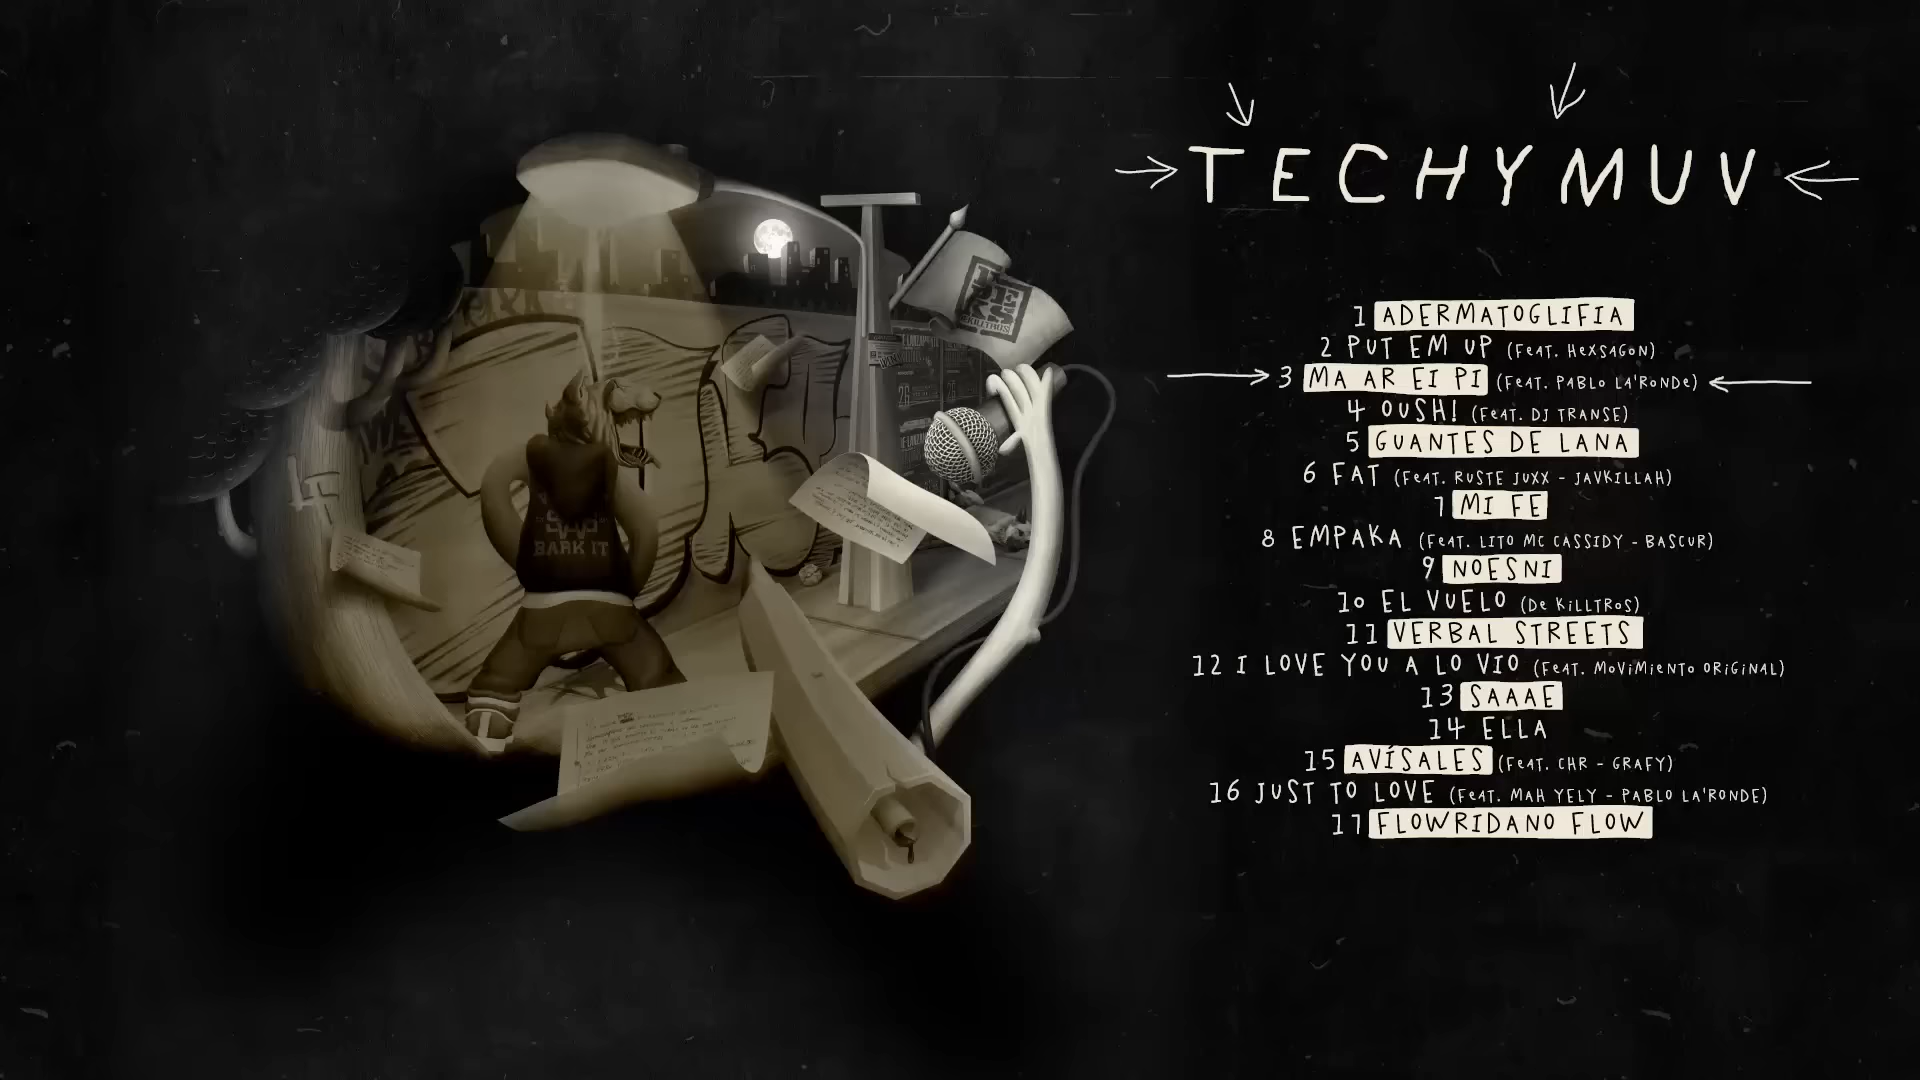 TECHYMUV
1 ADERMATOGLIFIA
2 PUT EM UP (FEAT. HEXSAGON)
3 MA AR EI PI (FEAT. PABLO LA'RONDE)
4 OUSH! (FEAT. DJ TRANSE)
5 GUANTES DE LANA
6 FAT (FEAT. RUSTE JUXX - JAVKILLAH)
7 MI FE
8 EMPAKA (FEAT. LITO MC CASSIDY - BASCUR)
9 NOESNI
10 EL VUELO (DE KILLTROS)
11 VERBAL STREETS
12 I LOVE YOU A LO VIO (FEAT. MOVIMIENTO ORIGINAL)
13 SAAAE
14 ELLA
15 AVÍSALES (FEAT. CHR - GRAFY)
16 JUST TO LOVE (FEAT. MAH YELY - PABLO LA'RONDE)
17 FLOWRIDANO FLOW
KILLTROS
BARK IT